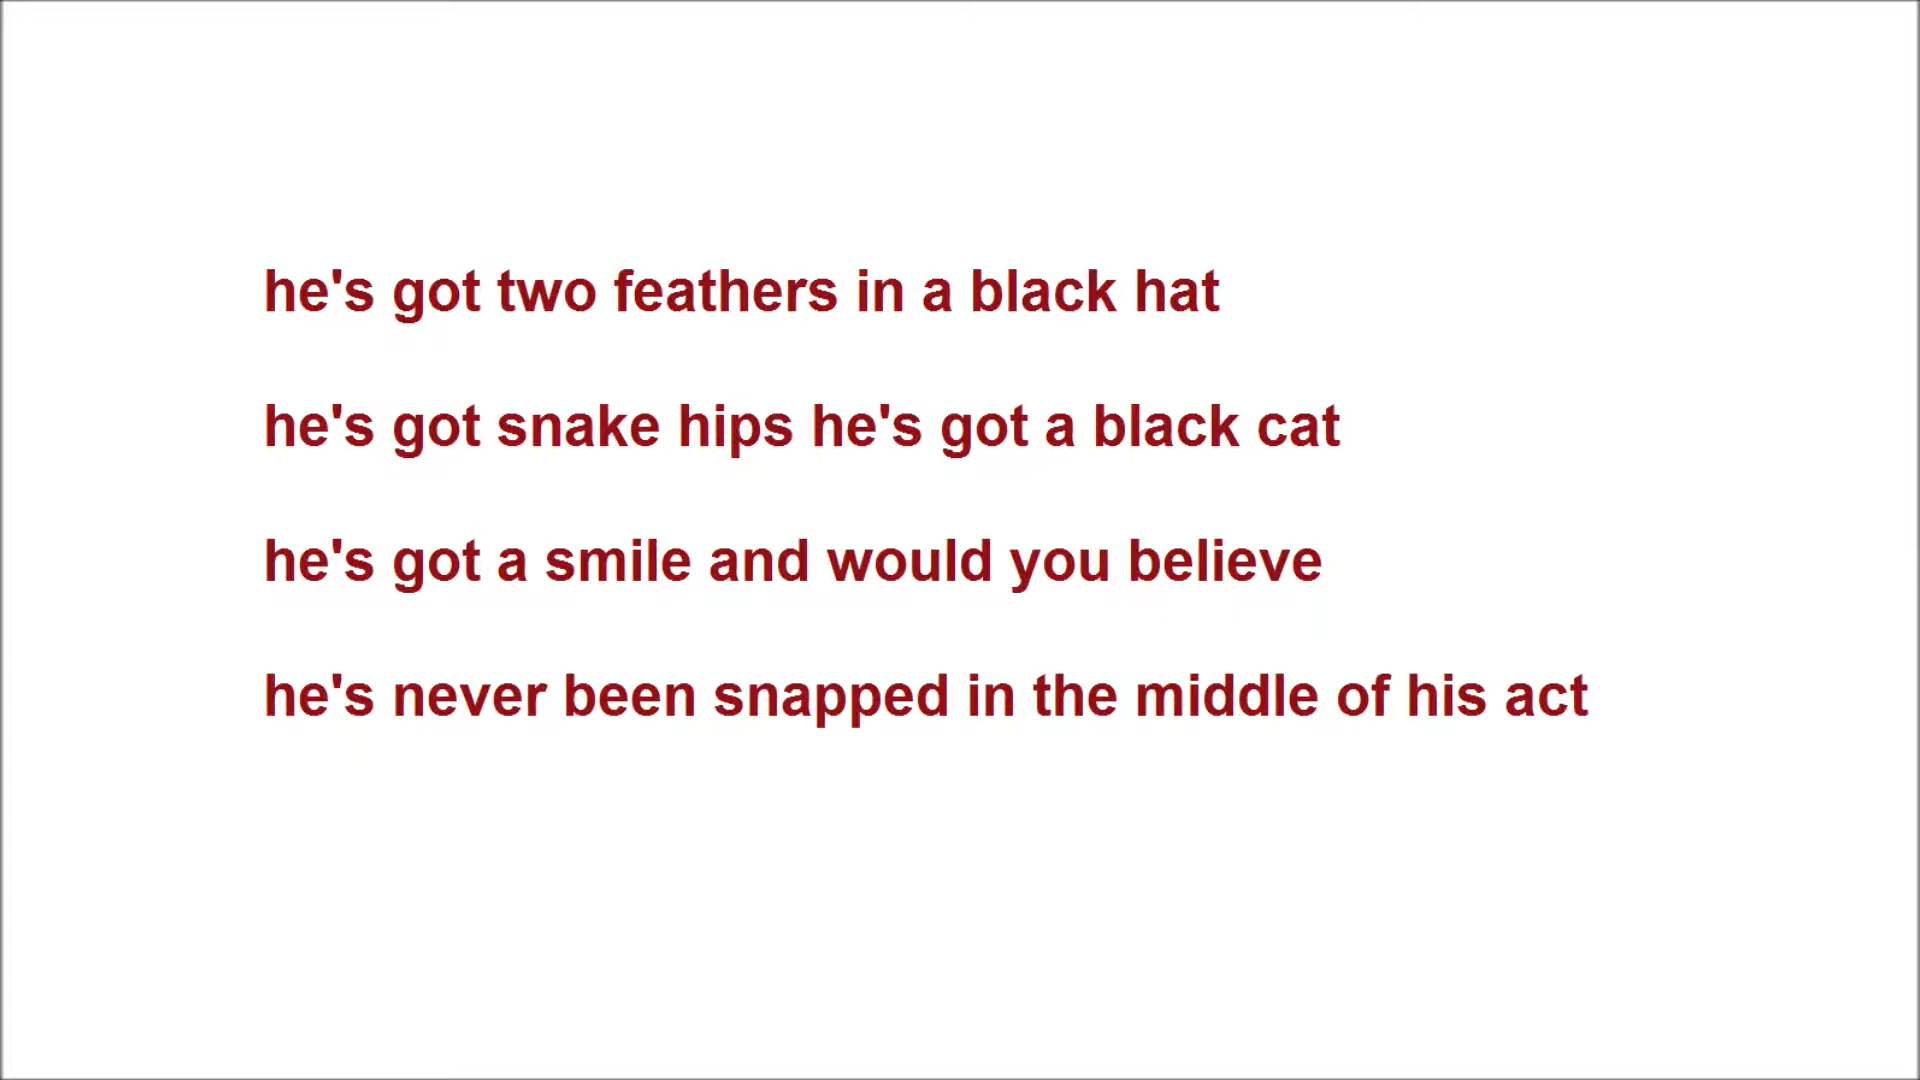 he's got two feathers in a black hat
he's got snake hips he's got a black cat
he's got a smile and would you believe
he's never been snapped in the middle of his act